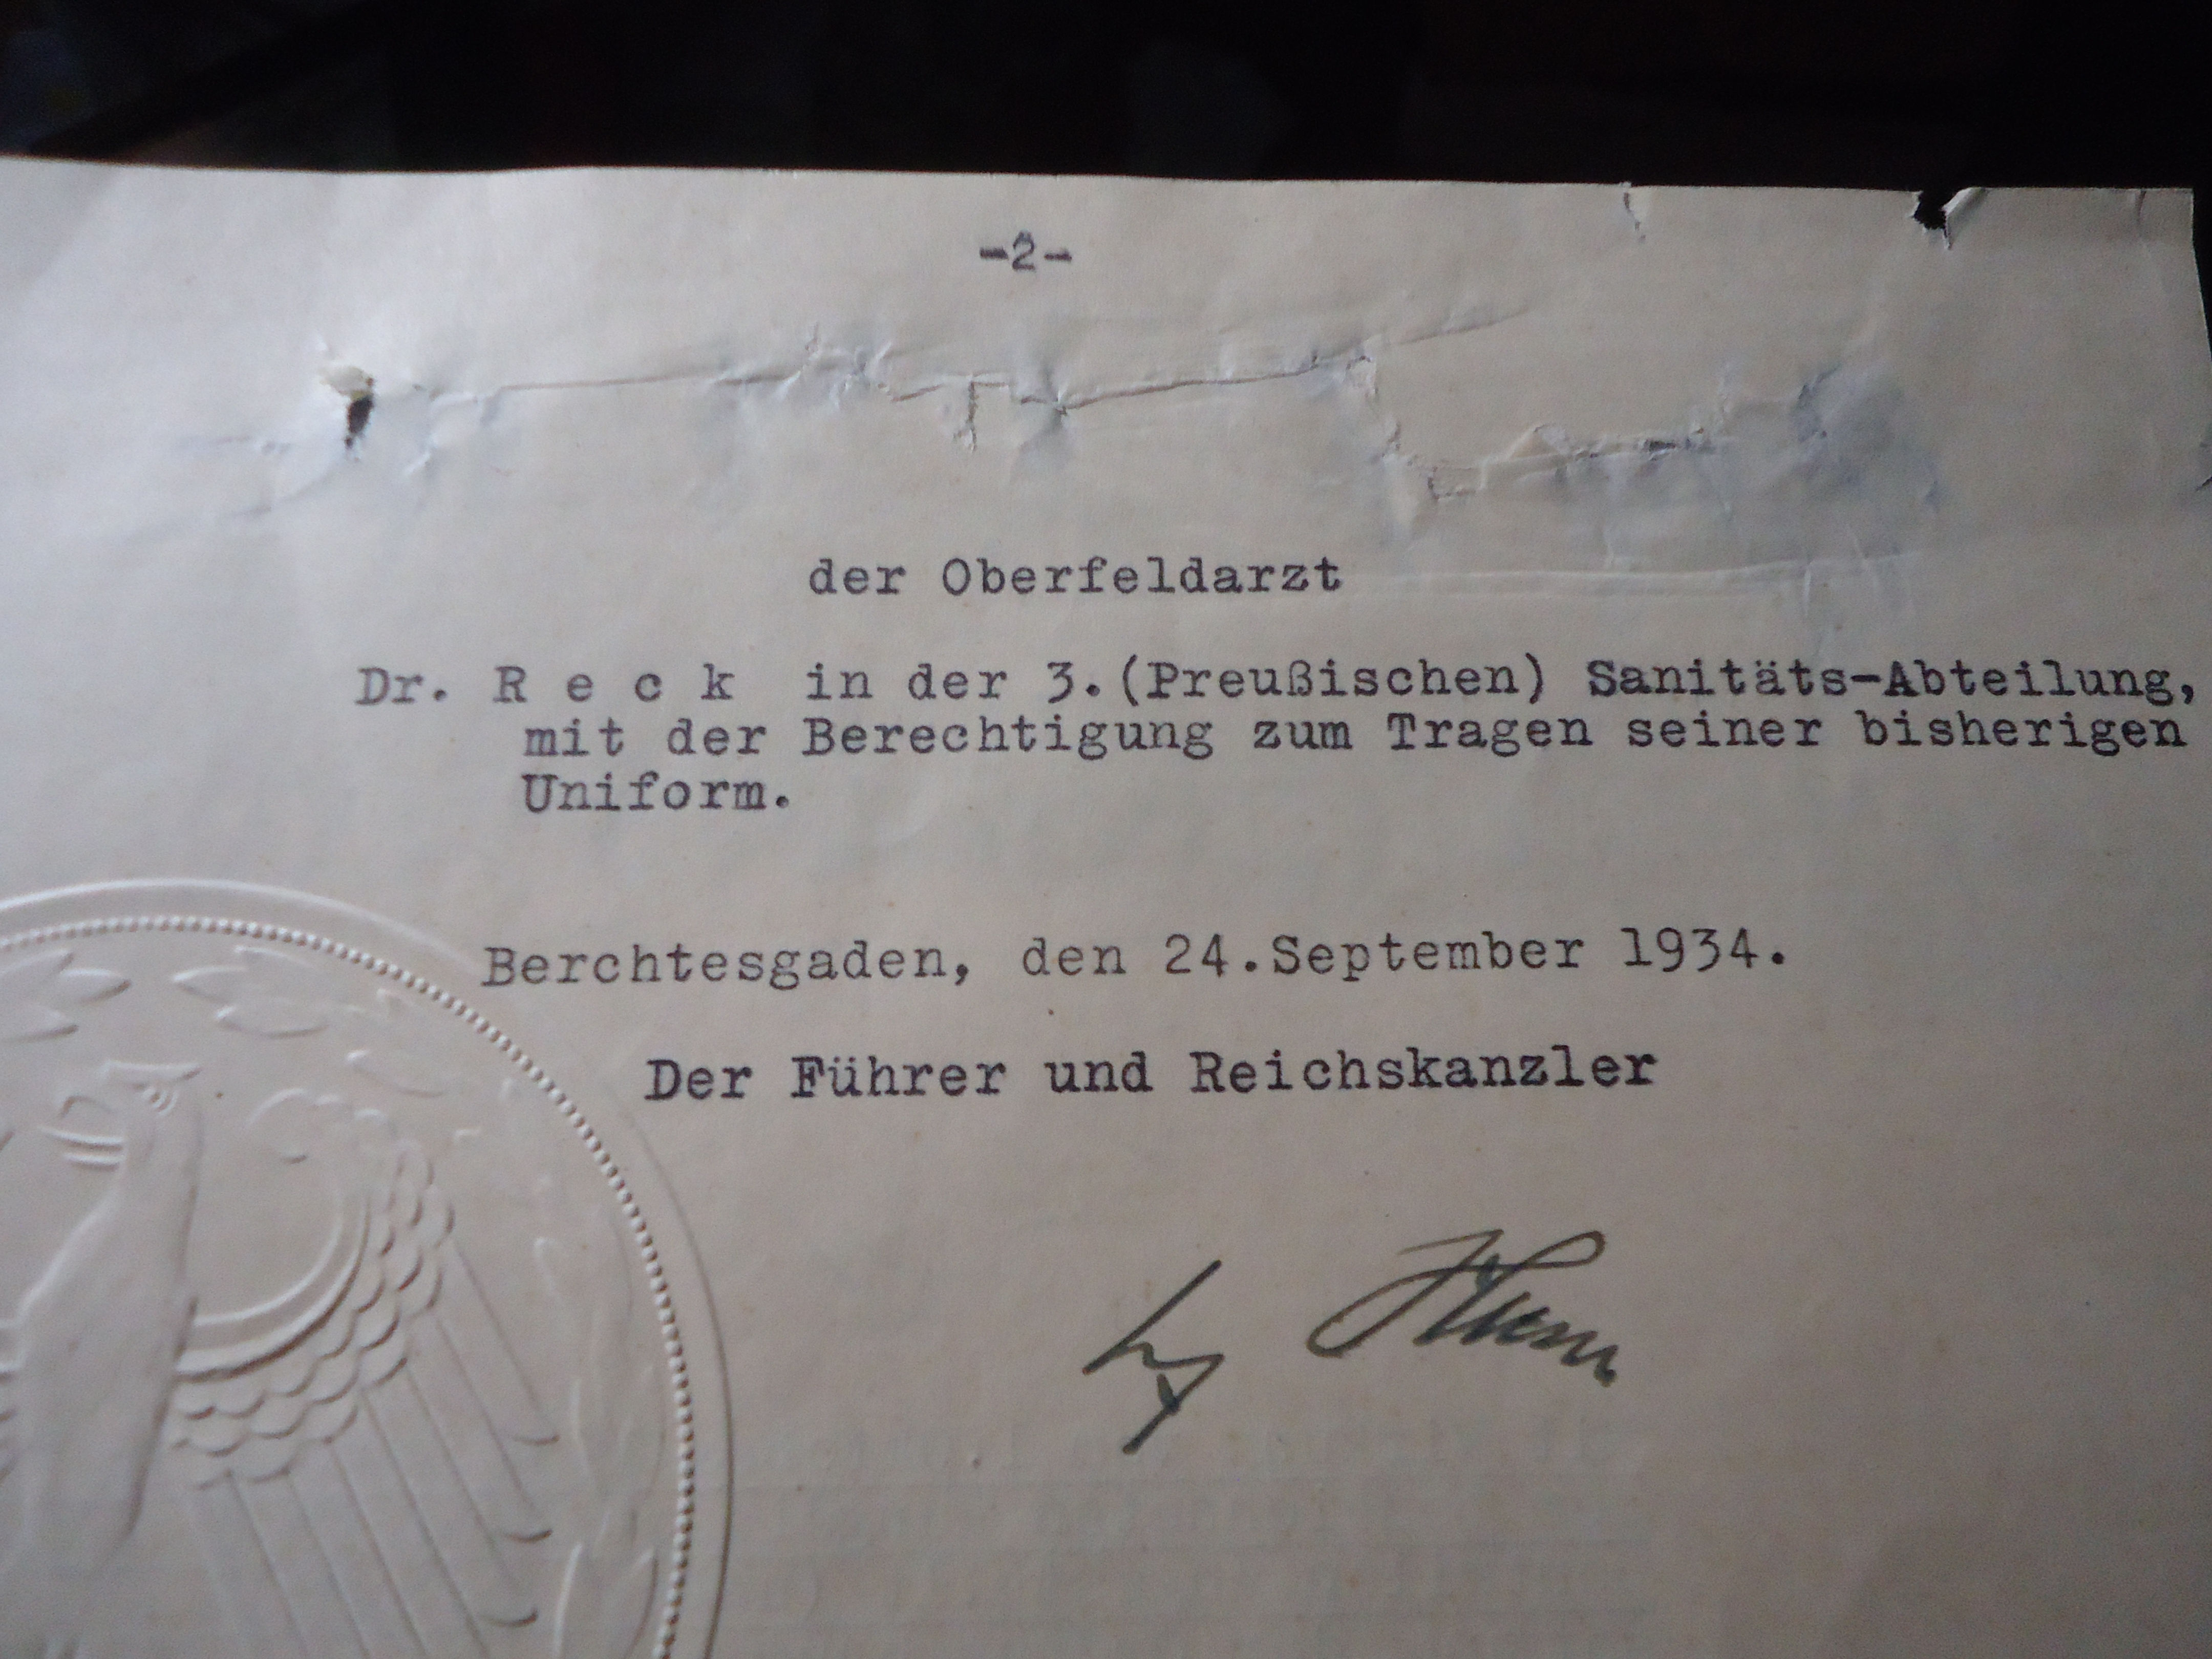 -2-
der Oberfeldarzt
Dr. R e c k in der 3.(Preußischen) Sanitäts-Abteilung,
mit der Berechtigung zum Tragen seiner bisherigen
Uniform.
Berchtesgaden, den 24.September 1934.
Der Führer und Reichskanzler